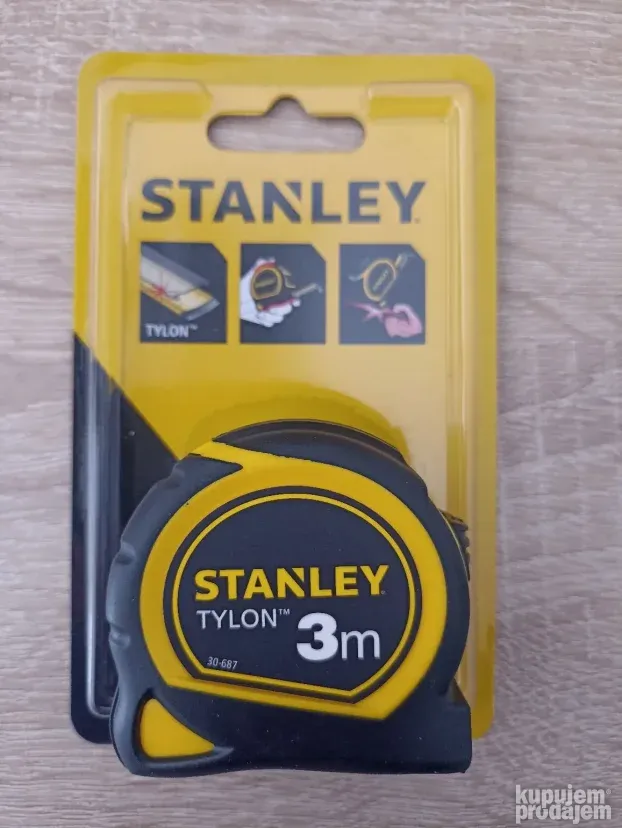 STANLEY
TYLON™
STANLEY
TYLON™
3m
30-687
kupujem
prodajem